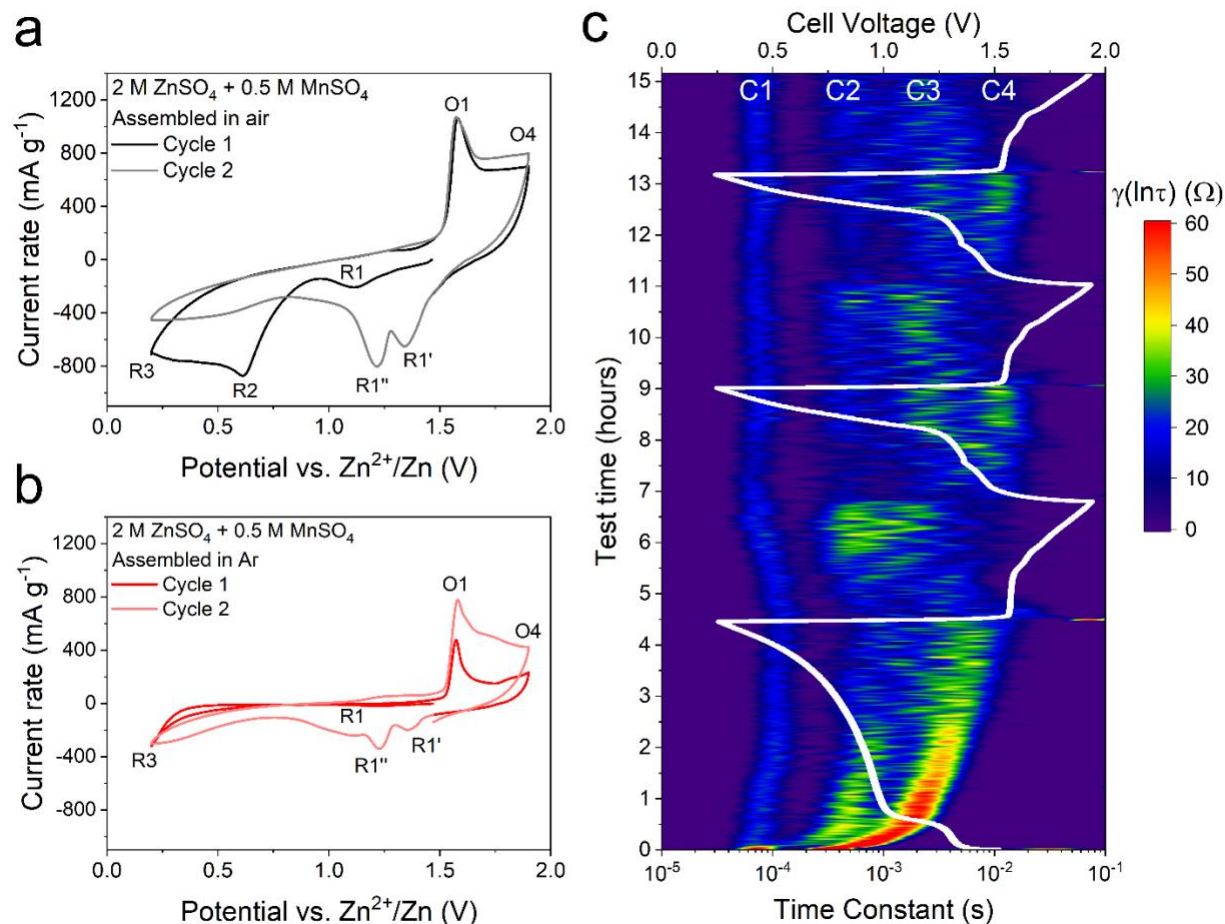 a
2 M ZnSO₄ + 0.5 M MnSO₄
Assembled in air
Cycle 1
Cycle 2
O1
O4
R1
R3
R2
R1''
R1'
1200
800
400
0
-400
-800
Current rate (mA g⁻¹)
0.0 0.5 1.0 1.5 2.0
Potential vs. Zn²⁺/Zn (V)
b
2 M ZnSO₄ + 0.5 M MnSO₄
Assembled in Ar
Cycle 1
Cycle 2
O1
O4
R1
R3
R1''
R1'
1200
800
400
0
-400
-800
Current rate (mA g⁻¹)
0.0 0.5 1.0 1.5 2.0
Potential vs. Zn²⁺/Zn (V)
c
Cell Voltage (V)
0.0 0.5 1.0 1.5 2.0
C1 C2 C3 C4
15
14
13
12
11
10
9
8
7
6
5
4
3
2
1
0
Test time (hours)
10⁻⁵ 10⁻⁴ 10⁻³ 10⁻² 10⁻¹
Time Constant (s)
γ(lnτ) (Ω)
60
50
40
30
20
10
0